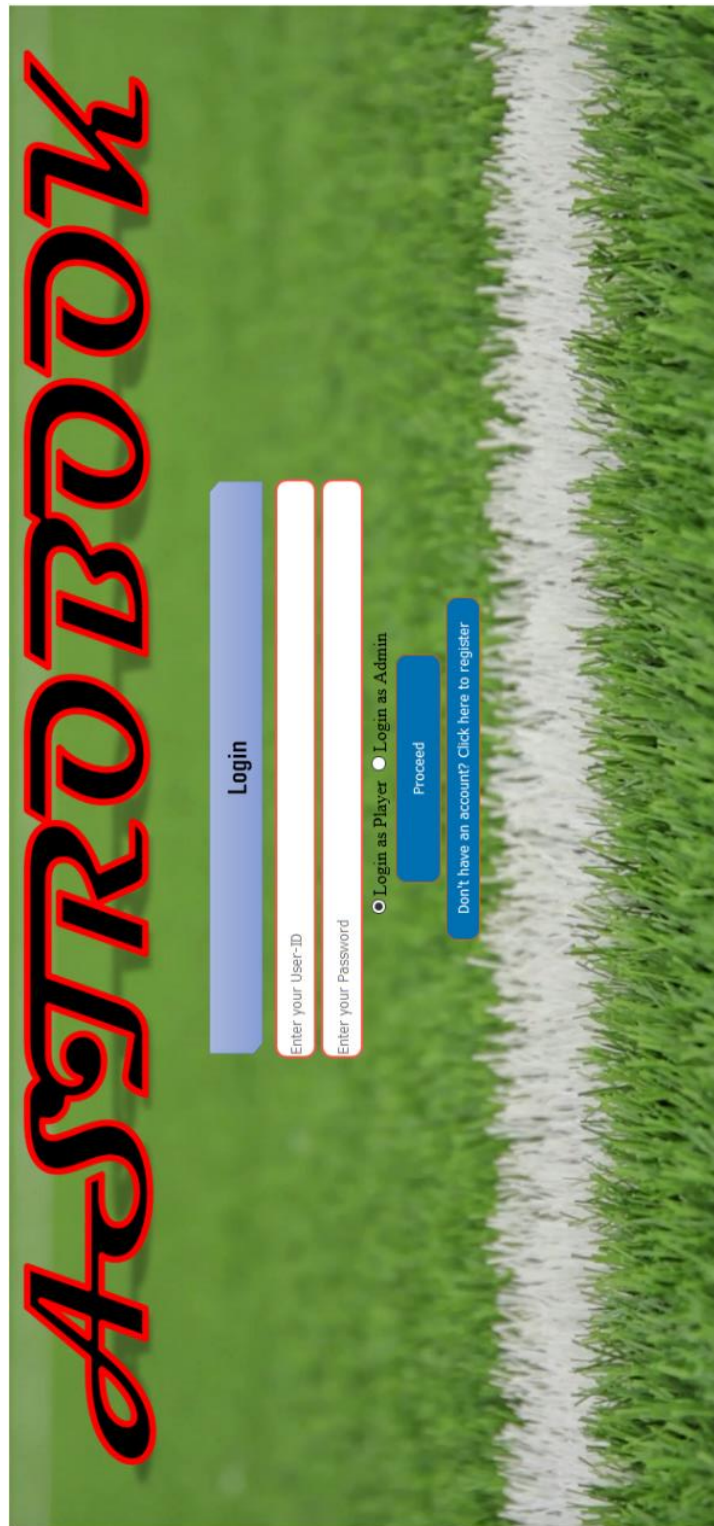 ASTROBOOK
Login
Enter your User-ID
Enter your Password
Login as Player Login as Admin
Proceed
Don't have an account? Click here to register